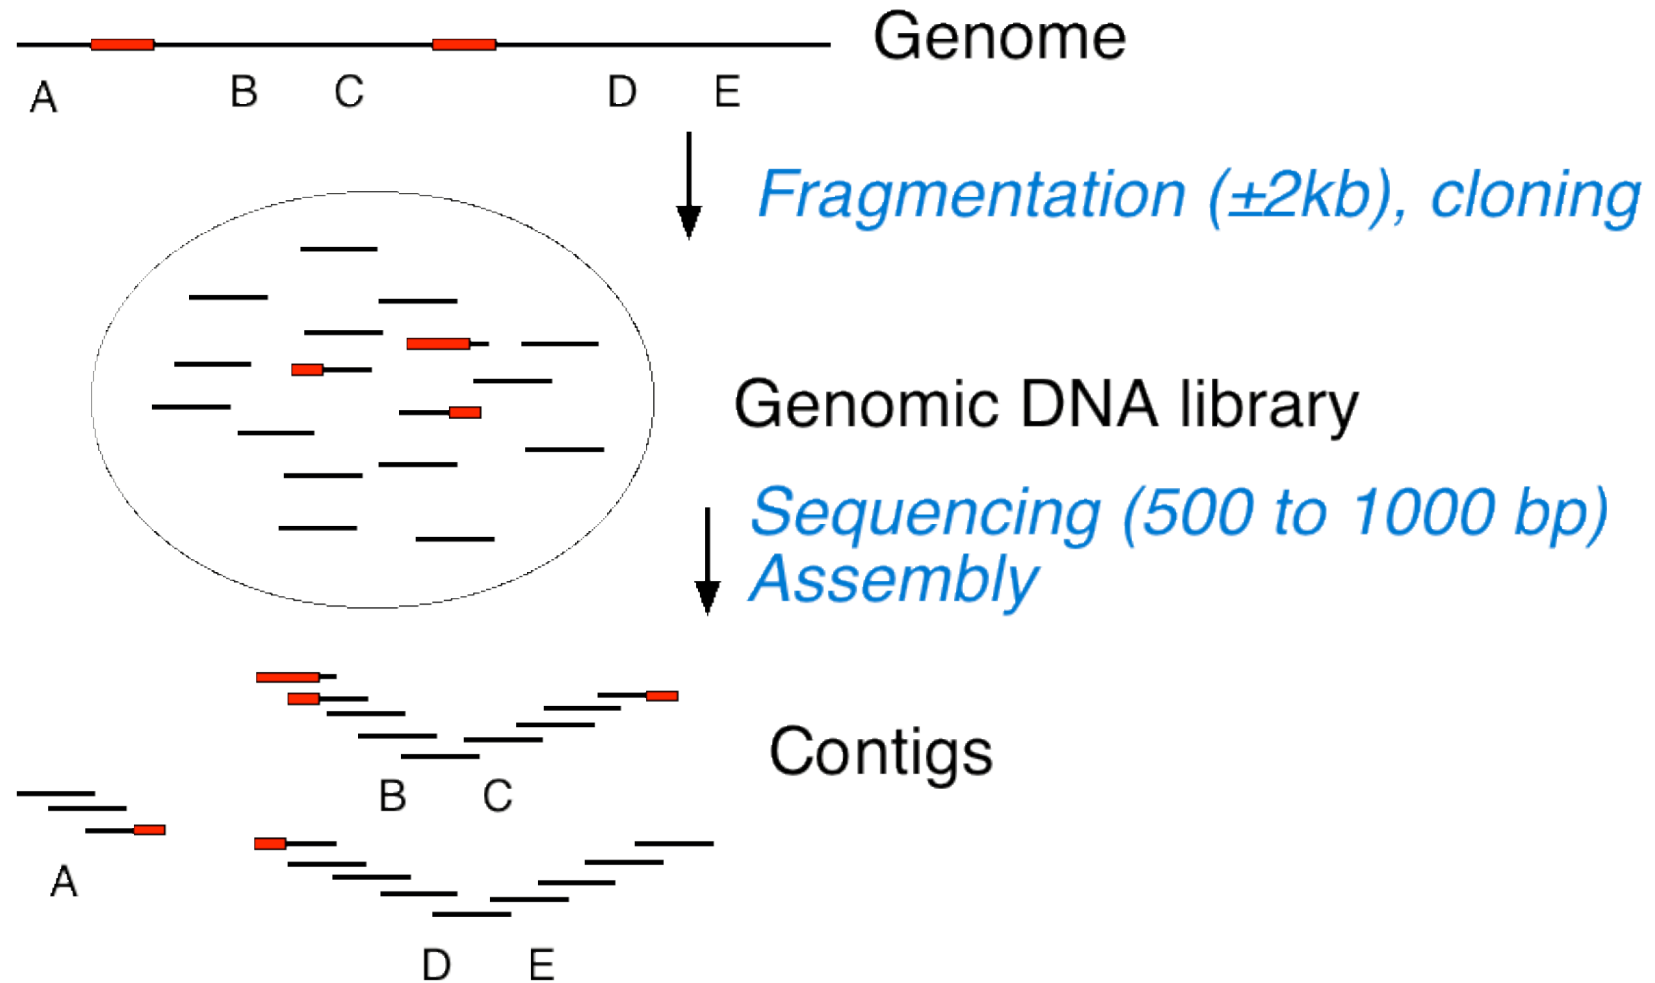 Genome
A B C D E
Fragmentation (±2kb), cloning
Genomic DNA library
Sequencing (500 to 1000 bp)
Assembly
Contigs
B C
A
D E